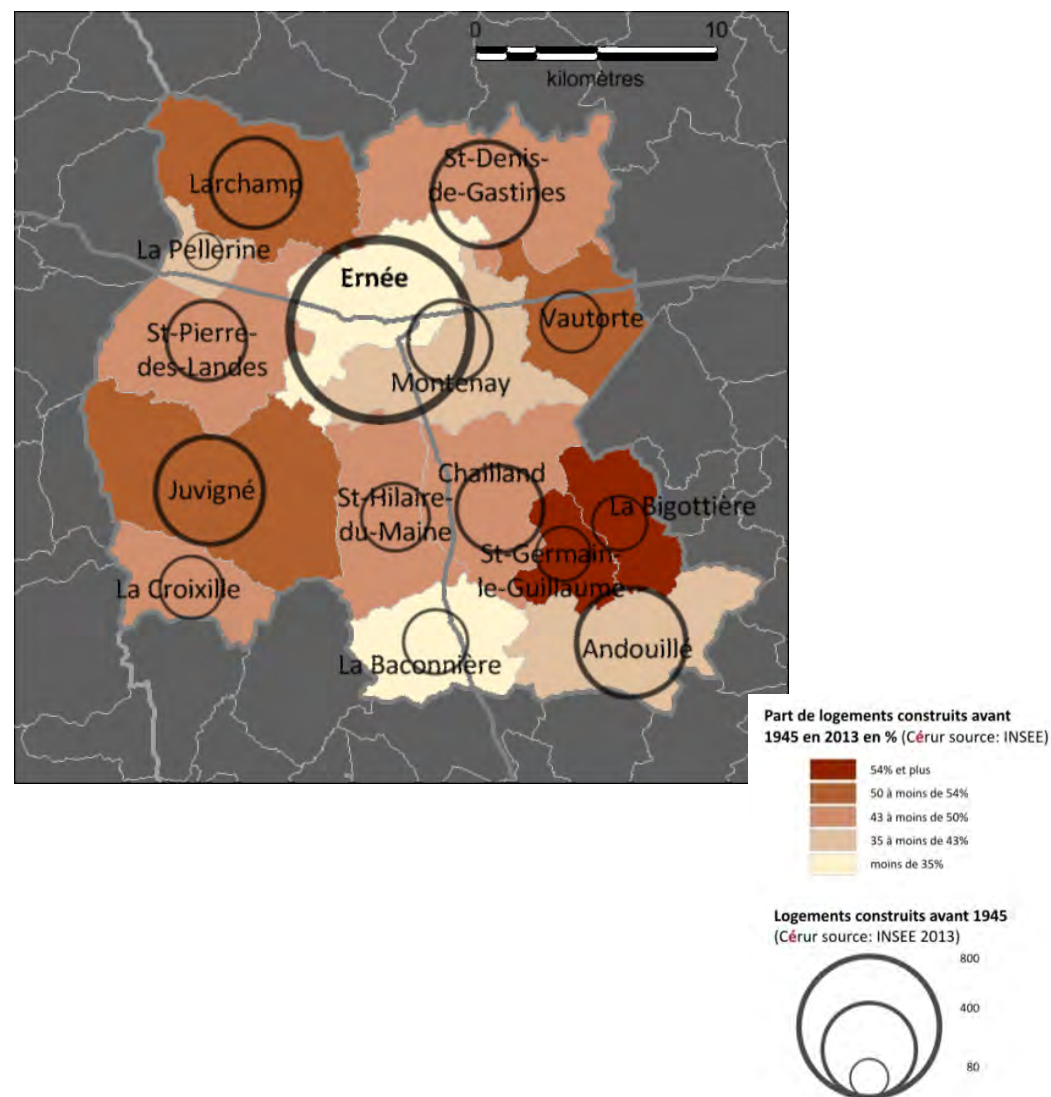 0 10
kilomètres
St-Denis-
de-Gastines
Larchamp
La Pellerine
Ernée
Vautorte
St-Pierre-
des-Landes
Montenay
Chailland
Juvigné
St-Hilaire-
du-Maine
La Bigottière
St-Germain-
le-Guillaume
La Croixille
Andouillé
La Baconnière
Part de logements construits avant
1945 en 2013 en % (Cérur source: INSEE)
54% et plus
50 à moins de 54%
43 à moins de 50%
35 à moins de 43%
moins de 35%
Logements construits avant 1945
(Cérur source: INSEE 2013)
800
400
80